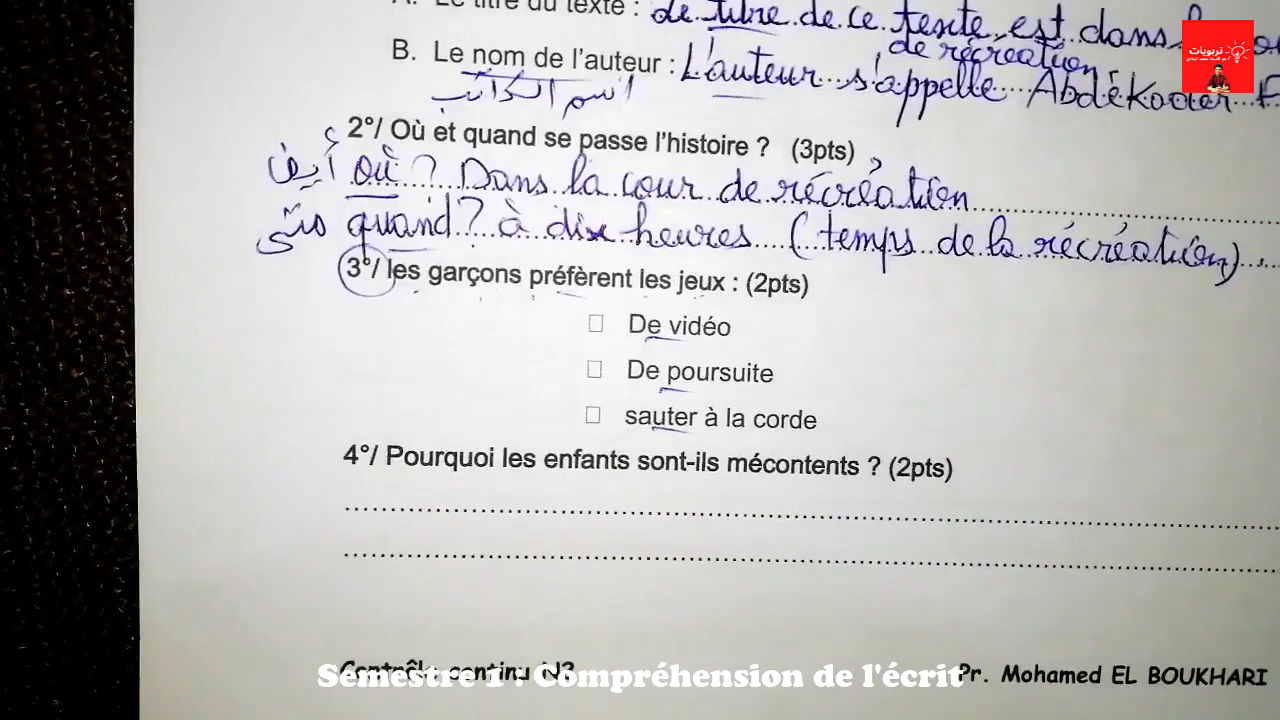 A. Le titre du texte : Le titre de ce texte est dans la
de récréation
تربويات
B. Le nom de l'auteur : L'auteur s'appelle Abdékader F
اسم الكاتب
2°/ Où et quand se passe l'histoire ? (3pts)
أين où ? Dans la cour de récréation
متى quand ? à dix heures (temps de la récréation)
3°/ les garçons préfèrent les jeux : (2pts)
☐ De vidéo
☐ De poursuite
☐ sauter à la corde
4°/ Pourquoi les enfants sont-ils mécontents ? (2pts)
Contrôle continu N2 Pr. Mohamed EL BOUKHARI
Semestre 1 : Compréhension de l'écrit